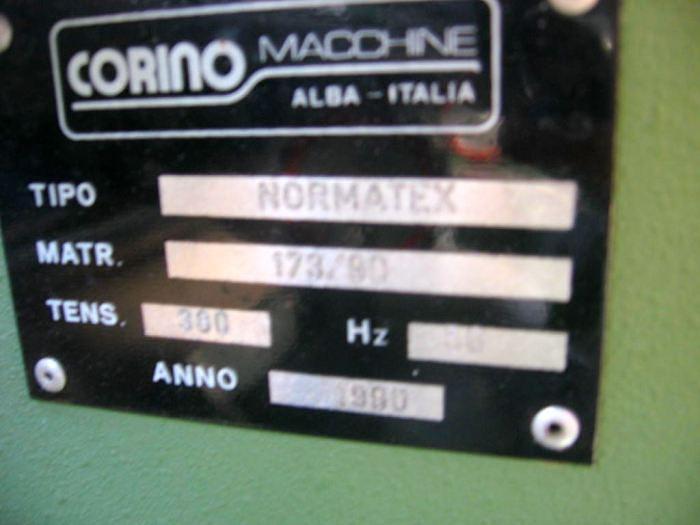 CORINO MACCHINE
ALBA - ITALIA
TIPO NORMATEX
MATR. 173/90
TENS. 380 Hz
ANNO 1990